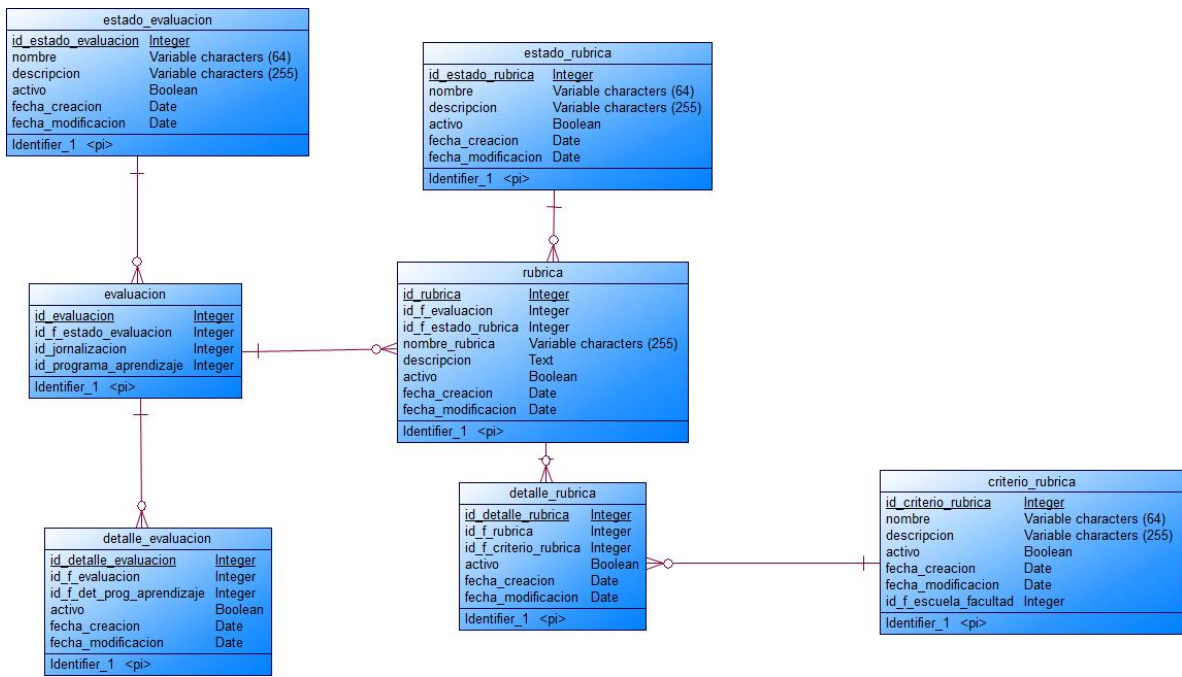 estado_evaluacion
id_estado_evaluacion Integer
nombre Variable characters (64)
descripcion Variable characters (255)
activo Boolean
fecha_creacion Date
fecha_modificacion Date
Identifier_1 <pi>
estado_rubrica
id_estado_rubrica Integer
nombre Variable characters (64)
descripcion Variable characters (255)
activo Boolean
fecha_creacion Date
fecha_modificacion Date
Identifier_1 <pi>
evaluacion
id_evaluacion Integer
id_f_estado_evaluacion Integer
id_jornalizacion Integer
id_programa_aprendizaje Integer
Identifier_1 <pi>
rubrica
id_rubrica Integer
id_f_evaluacion Integer
id_f_estado_rubrica Integer
nombre_rubrica Variable characters (255)
descripcion Text
activo Boolean
fecha_creacion Date
fecha_modificacion Date
Identifier_1 <pi>
detalle_evaluacion
id_detalle_evaluacion Integer
id_f_evaluacion Integer
id_f_det_prog_aprendizaje Integer
activo Boolean
fecha_creacion Date
fecha_modificacion Date
Identifier_1 <pi>
detalle_rubrica
id_detalle_rubrica Integer
id_f_rubrica Integer
id_f_criterio_rubrica Integer
activo Boolean
fecha_creacion Date
fecha_modificacion Date
Identifier_1 <pi>
criterio_rubrica
id_criterio_rubrica Integer
nombre Variable characters (64)
descripcion Variable characters (255)
activo Boolean
fecha_creacion Date
fecha_modificacion Date
id_f_escuela_facultad Integer
Identifier_1 <pi>